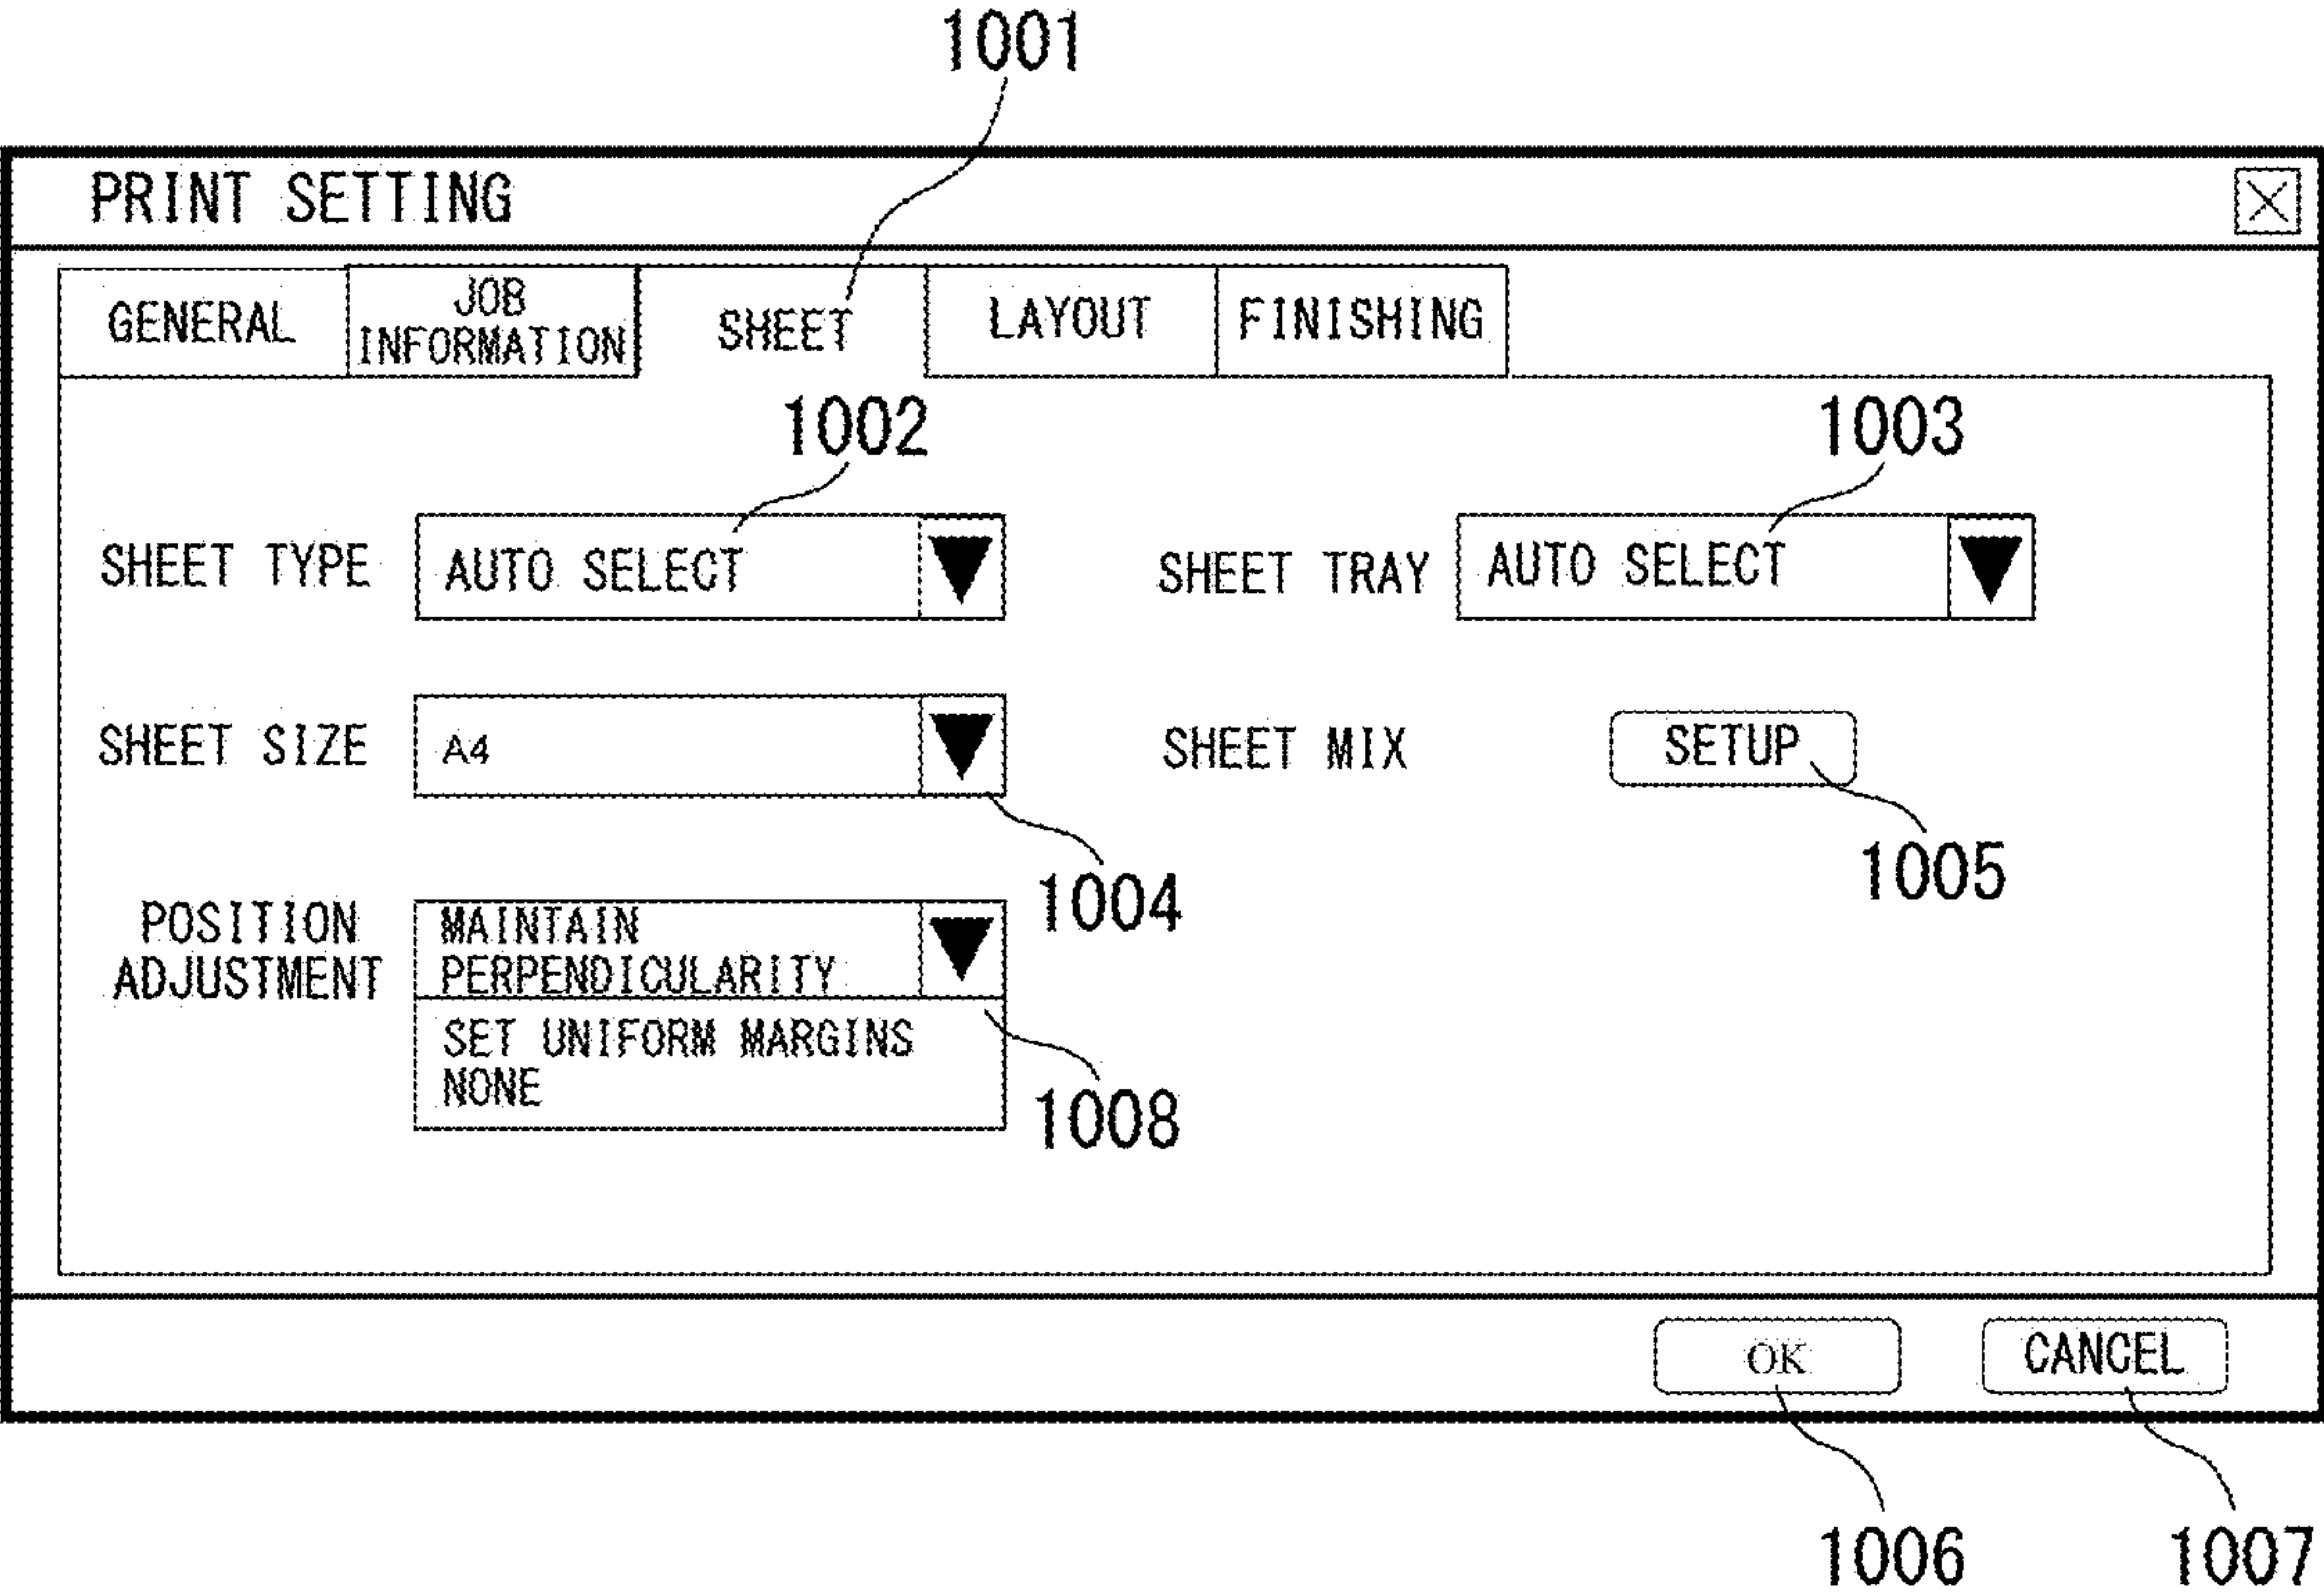 1001
PRINT SETTING
GENERAL
JOB
INFORMATION
SHEET
LAYOUT
FINISHING
1002
1003
SHEET TYPE
AUTO SELECT
SHEET TRAY
AUTO SELECT
SHEET SIZE
A4
SHEET MIX
SETUP
1004
1005
POSITION
ADJUSTMENT
MAINTAIN
PERPENDICULARITY
SET UNIFORM MARGINS
NONE
1008
OK
CANCEL
1006
1007